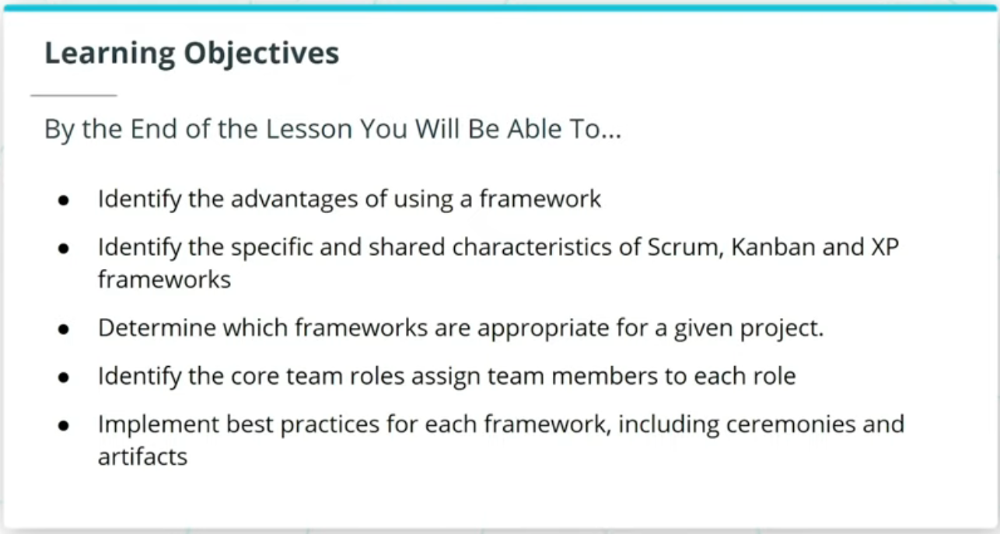 Learning Objectives
By the End of the Lesson You Will Be Able To...
● Identify the advantages of using a framework
● Identify the specific and shared characteristics of Scrum, Kanban and XP
frameworks
● Determine which frameworks are appropriate for a given project.
● Identify the core team roles assign team members to each role
● Implement best practices for each framework, including ceremonies and
artifacts